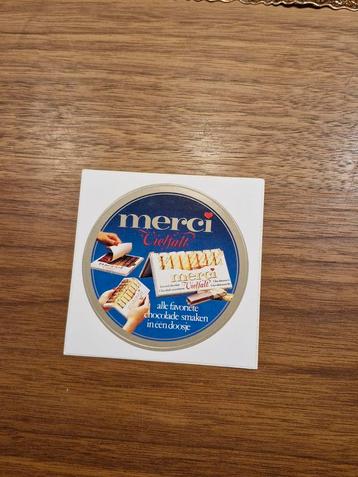 merci
Vielfalt
merci
Vielfalt
alle favoriete
chocolade smaken
in een doosje